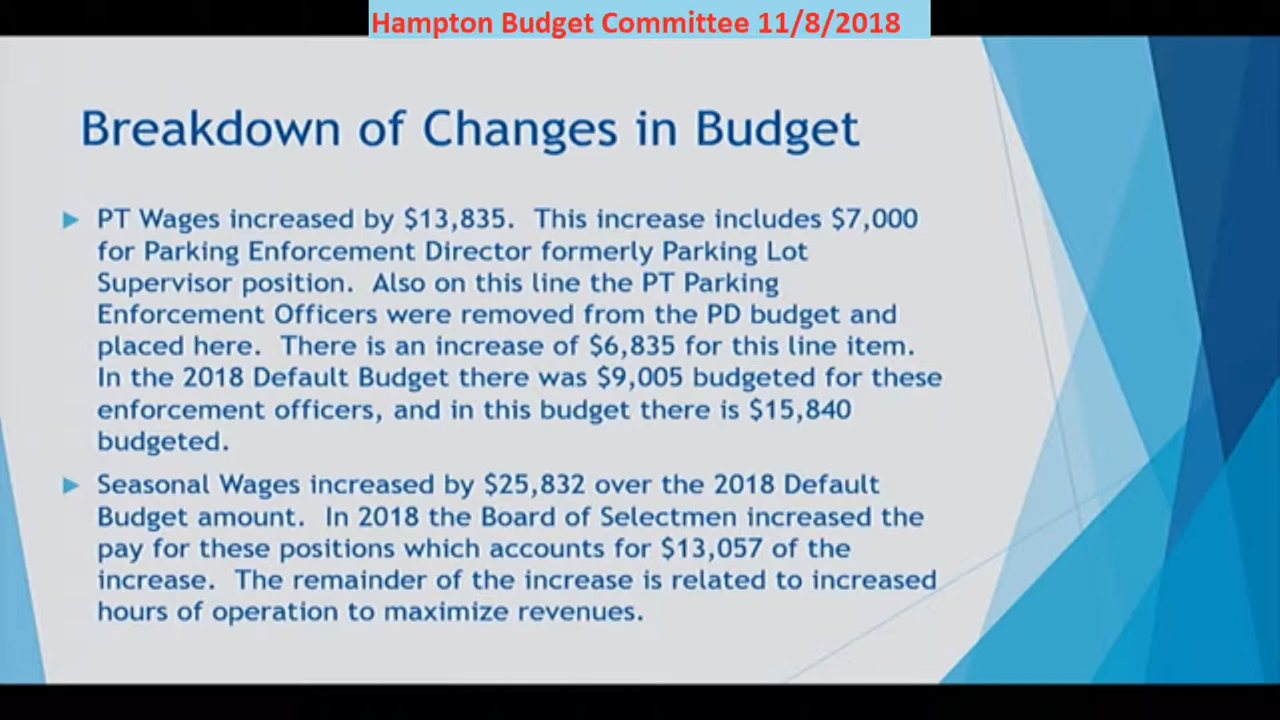 Hampton Budget Committee 11/8/2018
Breakdown of Changes in Budget
PT Wages increased by $13,835. This increase includes $7,000
for Parking Enforcement Director formerly Parking Lot
Supervisor position. Also on this line the PT Parking
Enforcement Officers were removed from the PD budget and
placed here. There is an increase of $6,835 for this line item.
In the 2018 Default Budget there was $9,005 budgeted for these
enforcement officers, and in this budget there is $15,840
budgeted.
Seasonal Wages increased by $25,832 over the 2018 Default
Budget amount. In 2018 the Board of Selectmen increased the
pay for these positions which accounts for $13,057 of the
increase. The remainder of the increase is related to increased
hours of operation to maximize revenues.